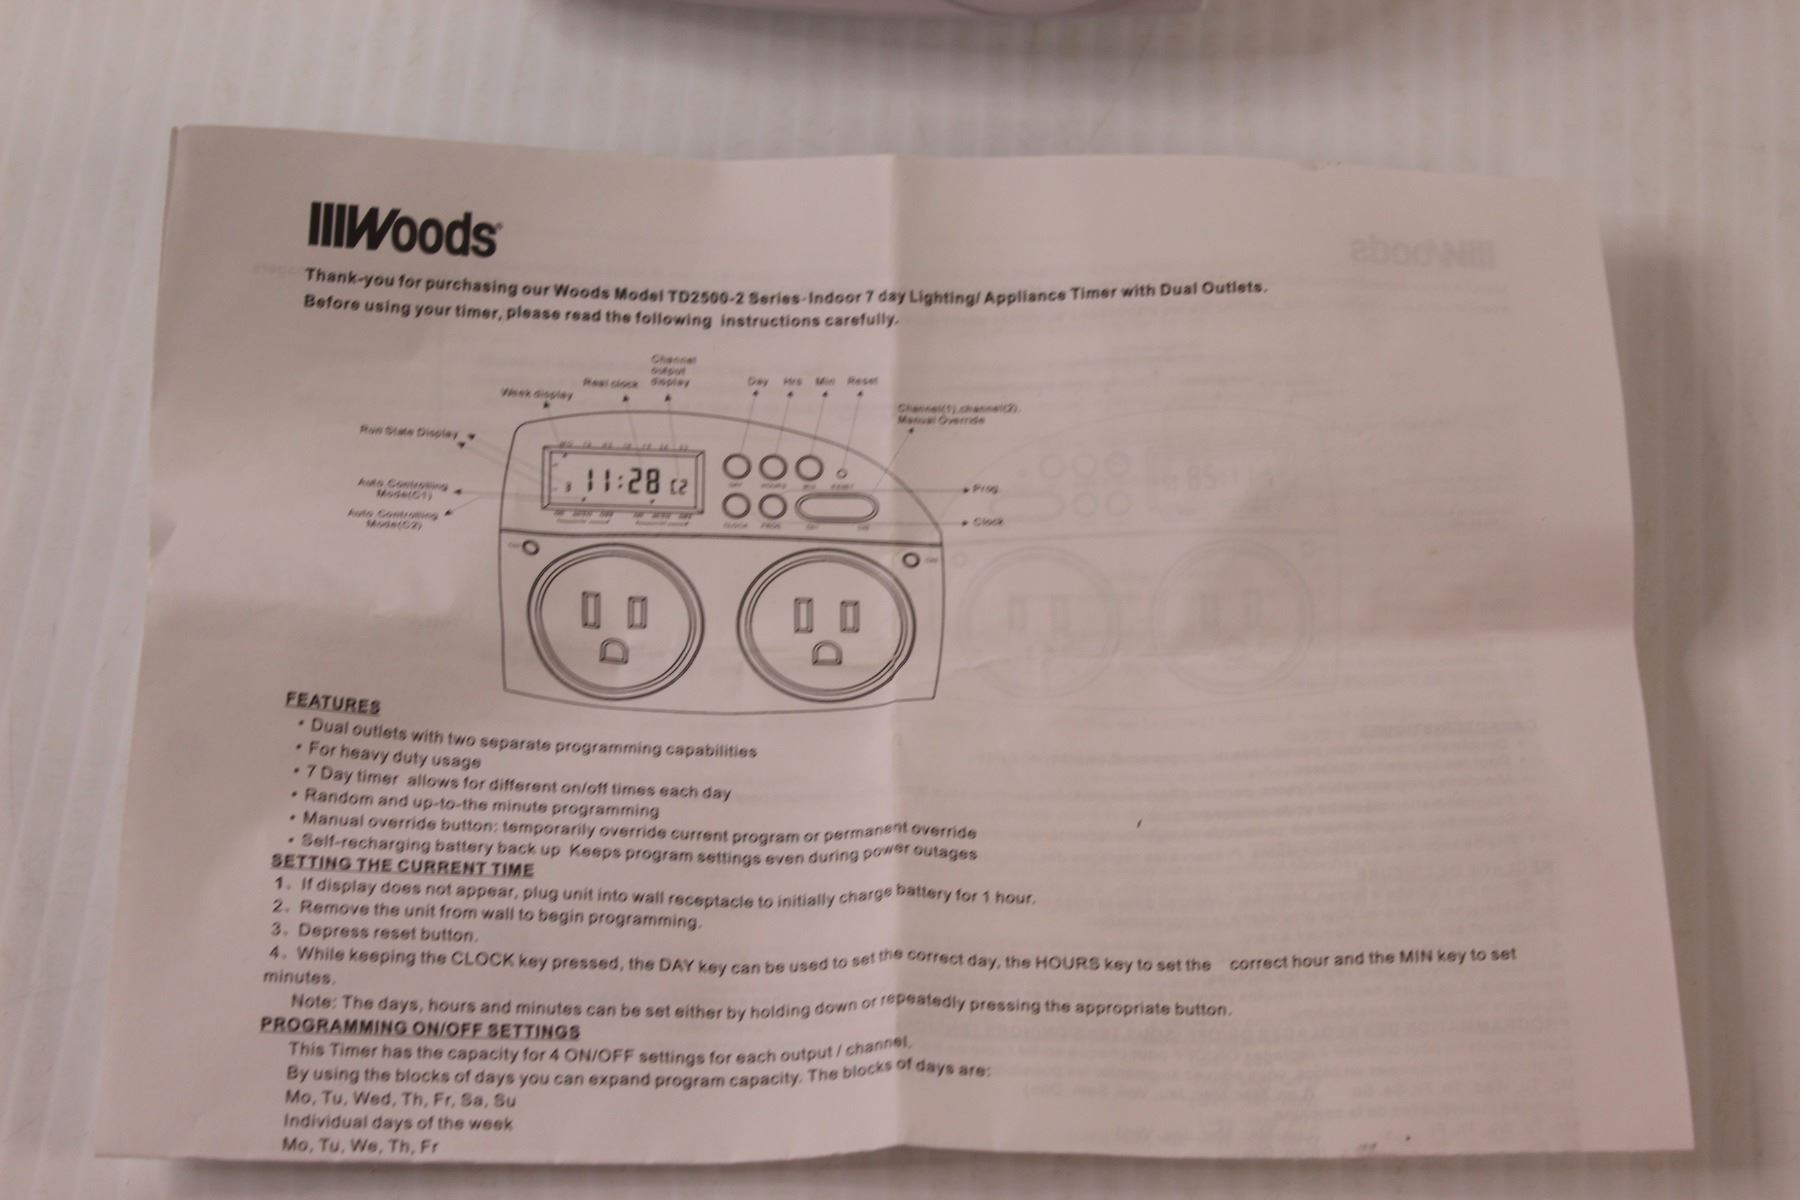 Woods
Thank-you for purchasing our Woods Model TD2500-2 Series-Indoor 7 day Lighting/ Appliance Timer with Dual Outlets.
Before using your timer, please read the following instructions carefully.
Channel
output
display
Week display
Real clock
Day
Hrs
Min
Reset
Channel(1),channel(2),
Manual Override
Run State Display
11:28
Auto Controlling
Mode(C1)
Prog
Auto Controlling
Mode(C2)
Clock
FEATURES
• Dual outlets with two separate programming capabilities
• For heavy duty usage
• 7 Day timer allows for different on/off times each day
• Random and up-to-the minute programming
• Manual override button: temporarily override current program or permanent override
• Self-recharging battery back up Keeps program settings even during power outages
SETTING THE CURRENT TIME
1. If display does not appear, plug unit into wall receptacle to initially charge battery for 1 hour.
2. Remove the unit from wall to begin programming.
3. Depress reset button.
4. While keeping the CLOCK key pressed, the DAY key can be used to set the correct day, the HOURS key to set the correct hour and the MIN key to set
minutes.
Note: The days, hours and minutes can be set either by holding down or repeatedly pressing the appropriate button.
PROGRAMMING ON/OFF SETTINGS
This Timer has the capacity for 4 ON/OFF settings for each output / channel.
By using the blocks of days you can expand program capacity. The blocks of days are:
Mo, Tu, Wed, Th, Fr, Sa, Su
Individual days of the week
Mo, Tu, We, Th, Fr